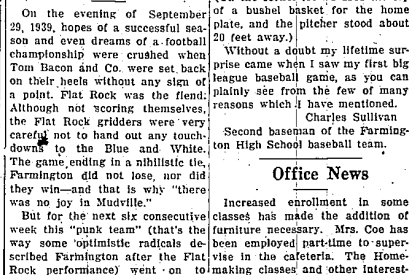 On the evening of September
29, 1939, hopes of a successful sea-
son and even dreams of a football
championship were crushed when
Tom Bacon and Co. were set back
on their heels without any sign of
a point. Flat Rock was the fiend.
Although not scoring themselves,
the Flat Rock gridders were very
careful not to hand out any touch-
downs to the Blue and White.
The game ending in a nihilistic tie,
Farmington did not lose, nor did
they win—and that is why "there
was no joy in Mudville."
But for the next six consecutive
week this "punk team" (that's the
way some optimistic radicals de-
scribed Farmington after the Flat
Rock performance) went on to
of a bushel basket for the home
plate, and the pitcher stood about
20 feet away.)
Without a doubt my lifetime sur-
prise came when I saw my first big
league baseball game, as you can
plainly see from the few of many
reasons which I have mentioned.
Charles Sullivan
Second baseman of the Farming-
ton High School baseball team.
Office News
Increased enrollment in some
classes has made the addition of
furniture necessary. Mrs. Coe has
been employed part-time to super-
vise in the cafeteria. The Home-
making classes and other interest-